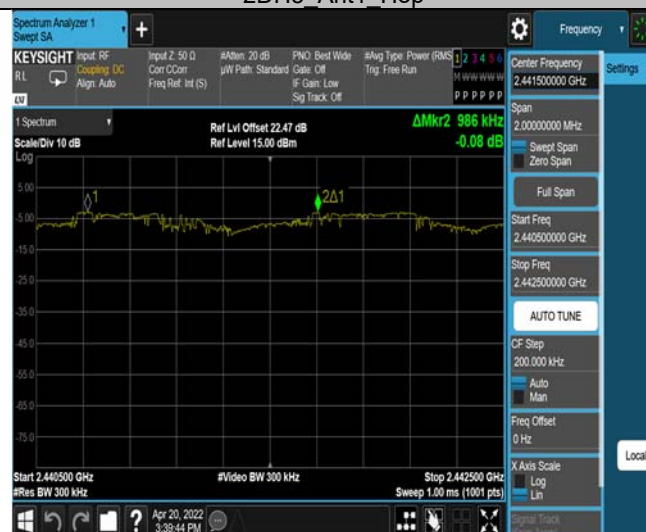 2DH5_Ant1_Hop
Spectrum Analyzer 1
Swept SA
Frequency
KEYSIGHT
RL
Input: RF
Coupling: DC
Align: Auto
Input Z: 50 Ω
Corr CCorr
Freq Ref: Int (S)
#Atten: 20 dB
µW Path: Standard
PNO: Best Wide
Gate: Off
IF Gain: Low
Sig Track: Off
#Avg Type: Power (RMS
Trig: Free Run
1 2 3 4 5 6
M W W W W W
P P P P P P
Center Frequency
2.441500000 GHz
Settings
Span
2.00000000 MHz
Swept Span
Zero Span
Full Span
Start Freq
2.440500000 GHz
Stop Freq
2.442500000 GHz
AUTO TUNE
CF Step
200.000 kHz
Auto
Man
Freq Offset
0 Hz
X Axis Scale
Log
Lin
Signal Track
Local
1 Spectrum
Scale/Div 10 dB
Log
Ref Lvl Offset 22.47 dB
Ref Level 15.00 dBm
ΔMkr2 986 kHz
-0.08 dB
1
2Δ1
5.00
-5.00
-15.0
-25.0
-35.0
-45.0
-55.0
-65.0
-75.0
Start 2.440500 GHz
#Res BW 300 kHz
#Video BW 300 kHz
Stop 2.442500 GHz
Sweep 1.00 ms (1001 pts)
?
Apr 20, 2022
3:39:44 PM